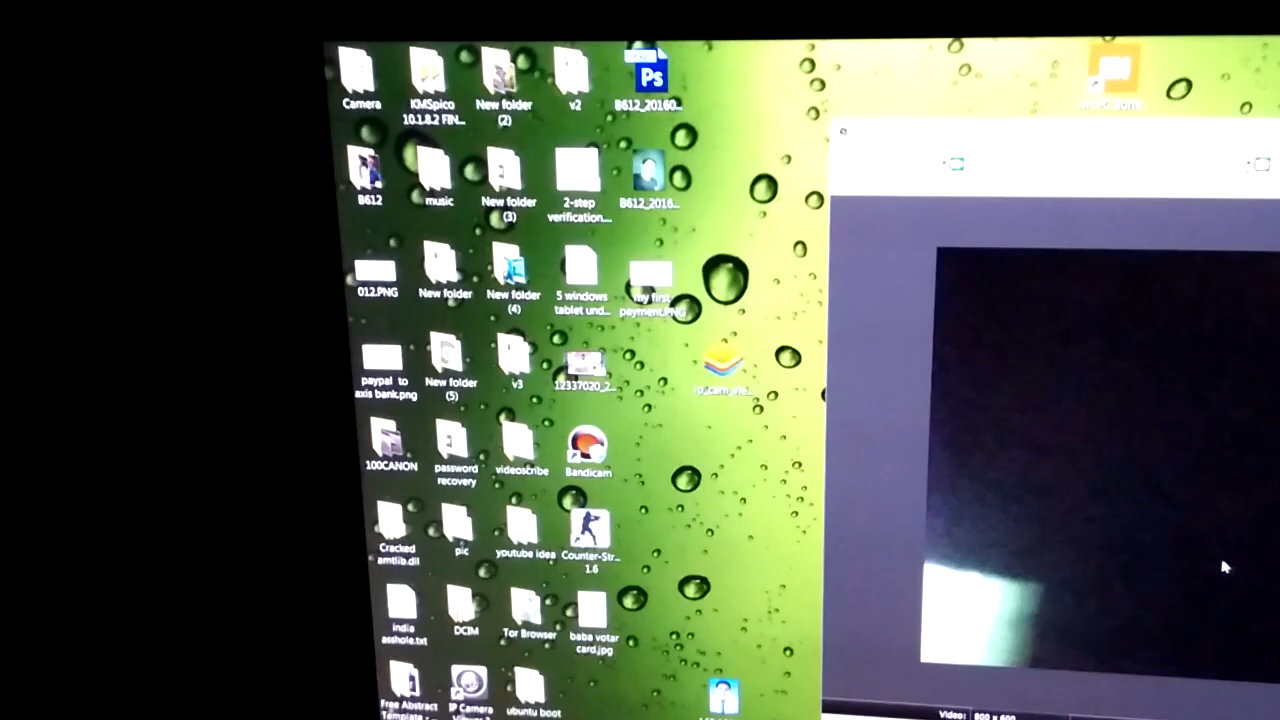 Camera
KMSpico
10.1.8.2 FIN...
New folder
(2)
v2
Ps
B612_20160...
B612
music
New folder
(3)
2-step
verification...
B612_2016...
012.PNG
New folder
New folder
(4)
5 windows
tablet und...
my first
payment.PNG
paypal to
axis bank.png
New folder
(5)
v3
12337020_2...
100CANON
password
recovery
videoscribe
Bandicam
Cracked
amtlib.dll
pic
youtube idea
Counter-Str...
1.6
india
asshole.txt
DCIM
Tor Browser
baba votar
card.jpg
Free Abstract
Template - ...
IP Camera
ubuntu boot
Video: 800 x 600